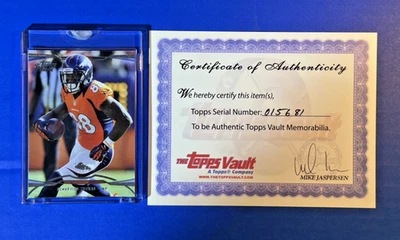 88
Certificate of Authenticity
We hereby certify this item(s),
Topps Serial Number: 015681
To be Authentic Topps Vault Memorabilia.
THE Topps Vault
A Topps® Company
WWW.THETOPPSVAULT.COM
MIKE JASPERSEN